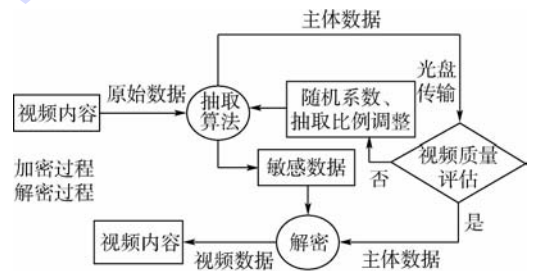 主体数据
原始数据
视频内容
抽取
算法
随机系数、
抽取比例调整
光盘
传输
视频质量
评估
否
是
敏感数据
加密过程
解密过程
视频内容
视频数据
解密
主体数据